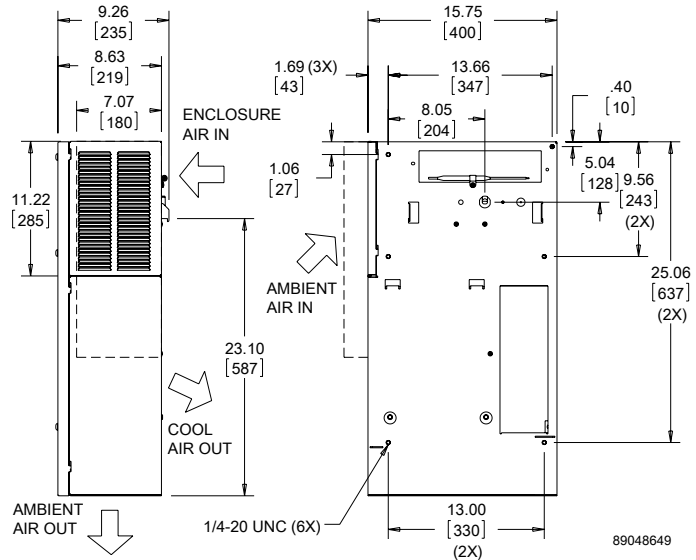 9.26
[235]
8.63
[219]
7.07
[180]
ENCLOSURE
AIR IN
11.22
[285]
23.10
[587]
COOL
AIR OUT
AMBIENT
AIR OUT
15.75
[400]
1.69 (3X)
[43]
13.66
[347]
8.05
[204]
.40
[10]
1.06
[27]
5.04
[128]
9.56
[243]
(2X)
AMBIENT
AIR IN
25.06
[637]
(2X)
1/4-20 UNC (6X)
13.00
[330]
(2X)
89048649